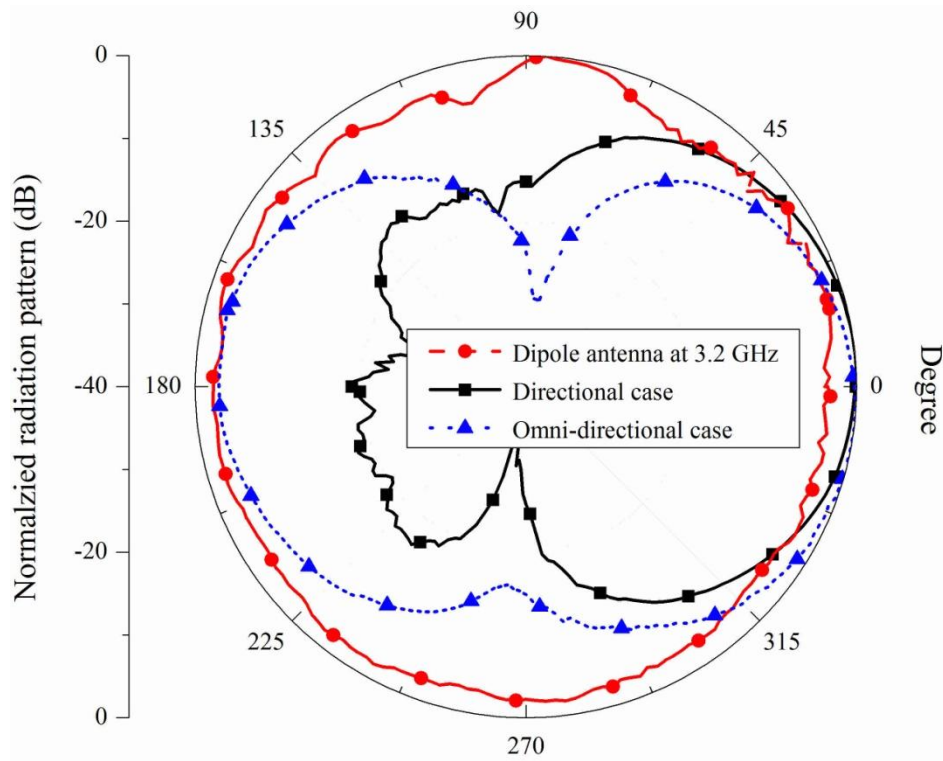 90
0
135
45
-20
Normalzied radiation pattern (dB)
Dipole antenna at 3.2 GHz
-40
180
Directional case
0
Degree
Omni-directional case
-20
225
315
0
270